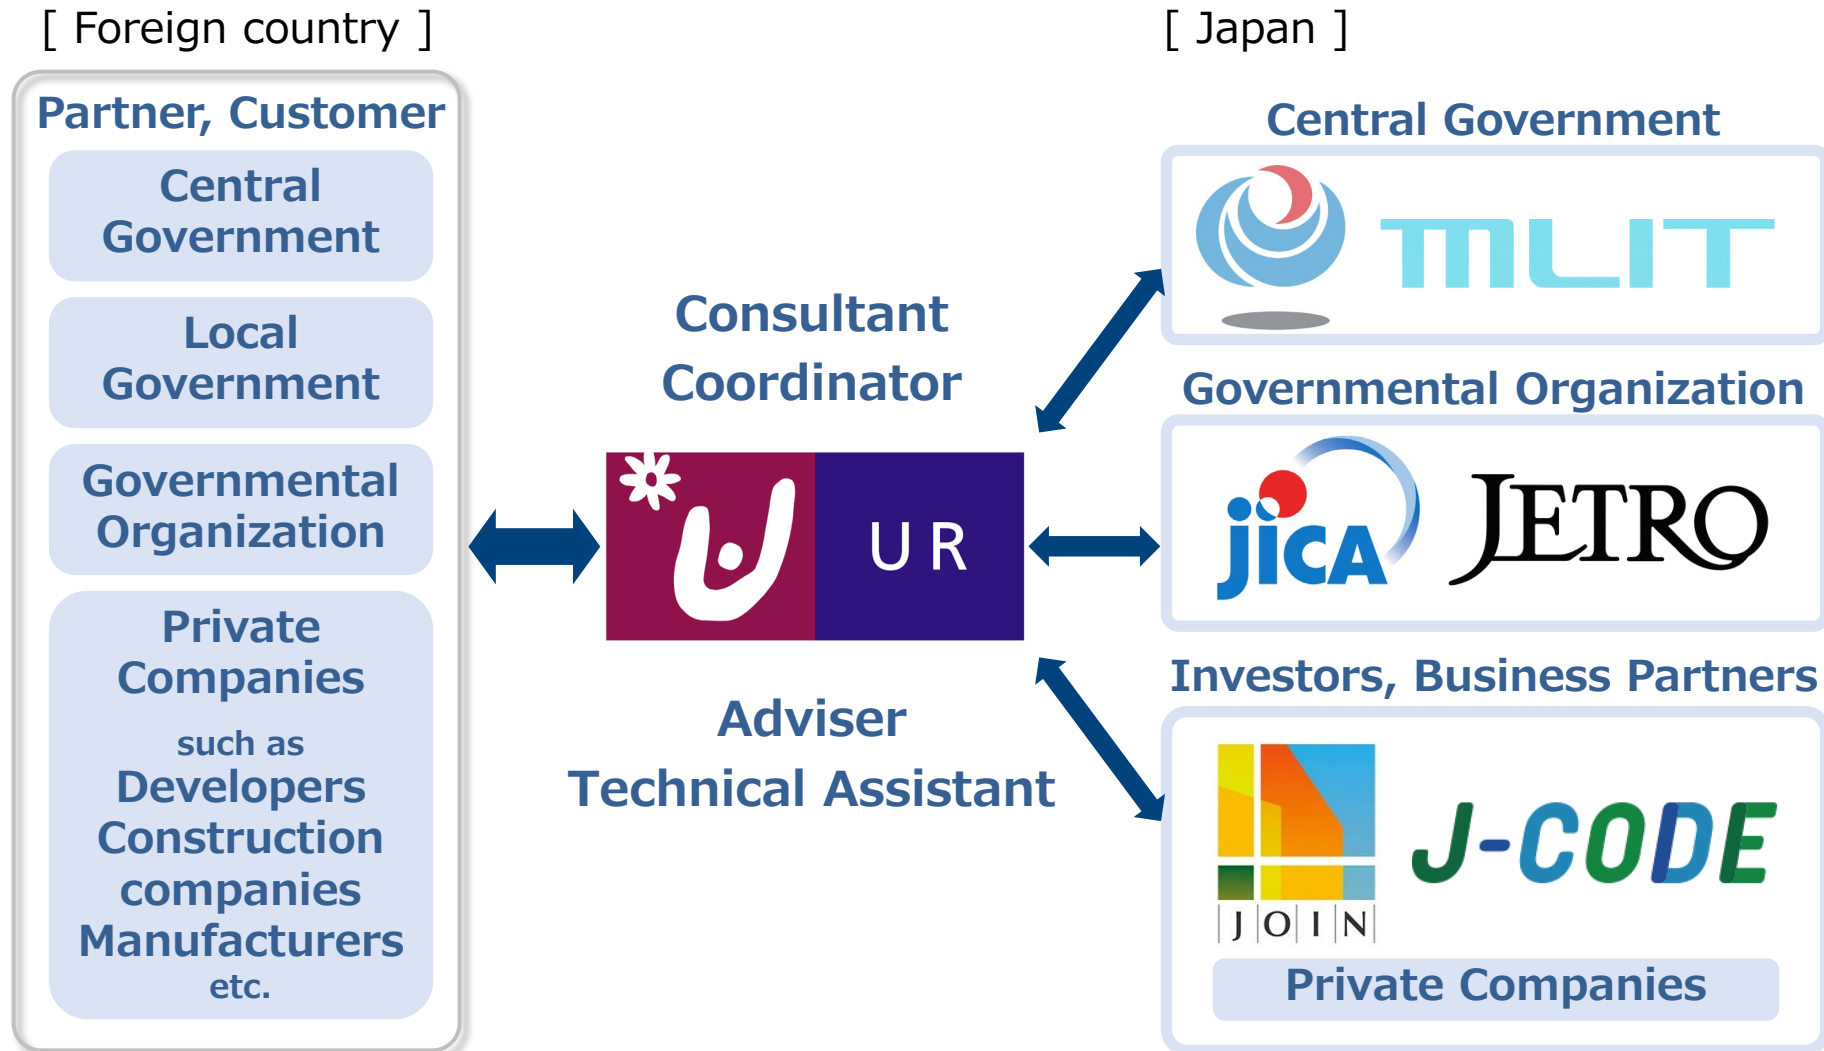 [ Foreign country ]
Partner, Customer
Central
Government
Local
Government
Governmental
Organization
Private
Companies
such as
Developers
Construction
companies
Manufacturers
etc.
Consultant
Coordinator
UR
Adviser
Technical Assistant
[ Japan ]
Central Government
MLIT
Governmental Organization
jICA
JETRO
Investors, Business Partners
JOIN
J-CODE
Private Companies